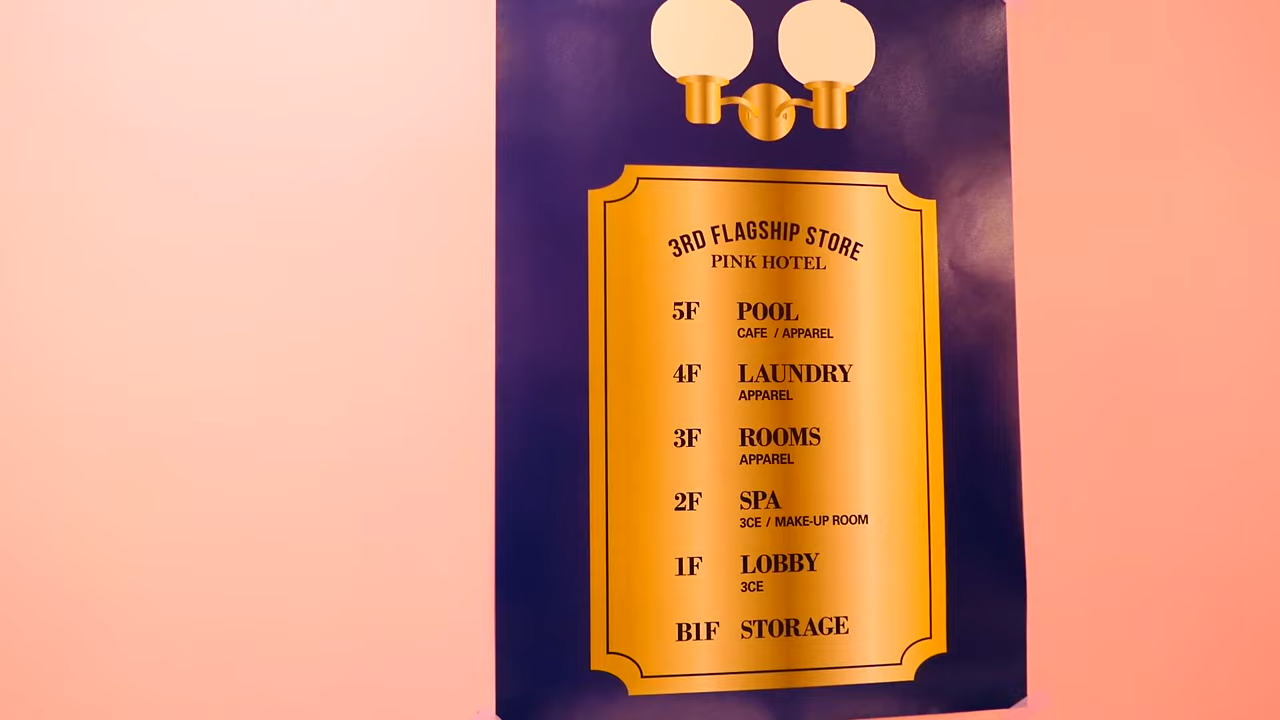 3RD FLAGSHIP STORE
PINK HOTEL
5F POOL
CAFE / APPAREL
4F LAUNDRY
APPAREL
3F ROOMS
APPAREL
2F SPA
3CE / MAKE-UP ROOM
1F LOBBY
3CE
B1F STORAGE